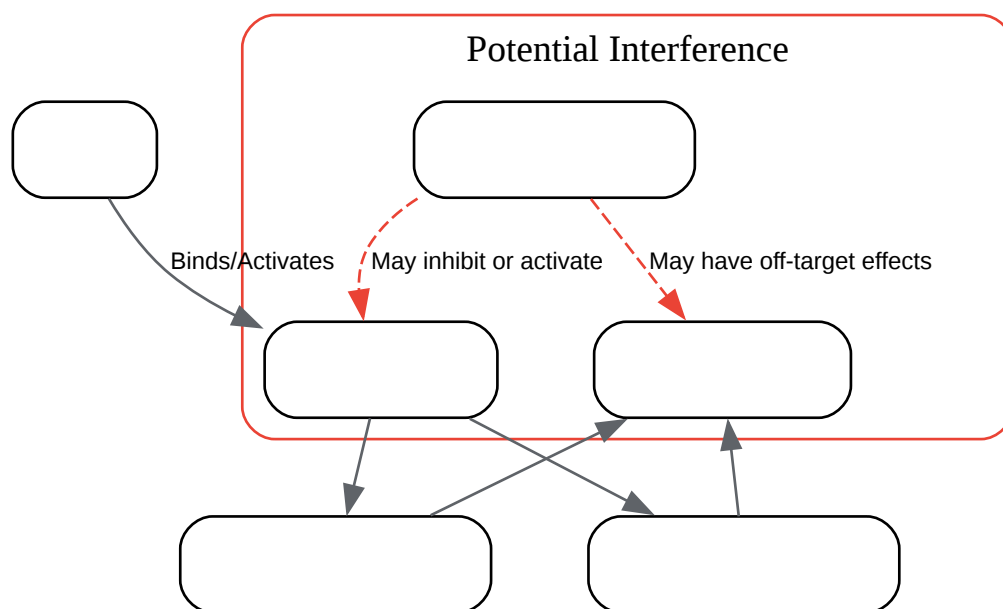 Potential Interference
Binds/Activates
May inhibit or activate
May have off-target effects